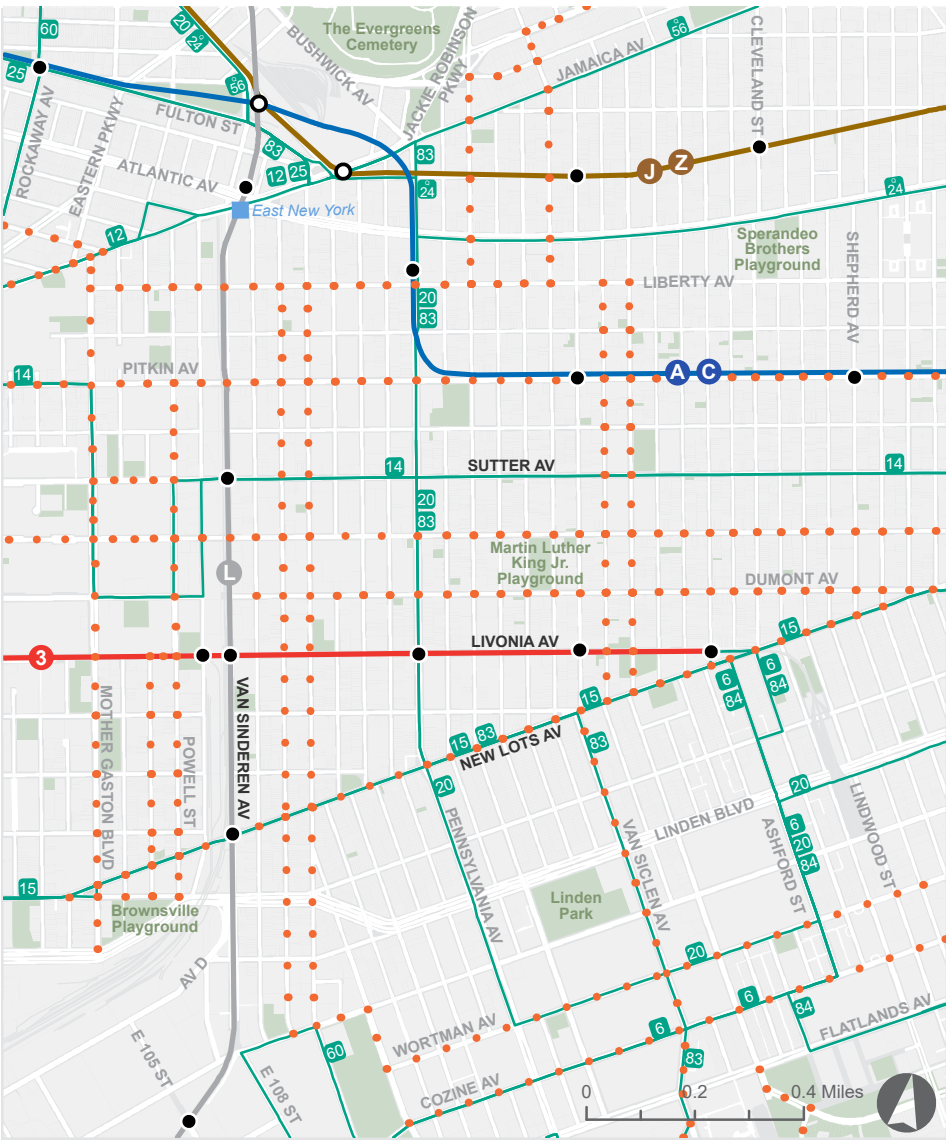 The Evergreens
Cemetery
60
20
24
56
CLEVELAND ST
BUSHWICK AV
JACKIE ROBINSON
PKWY
JAMAICA AV
25
56
ROCKAWAY AV
EASTERN PKWY
FULTON ST
83
83
ATLANTIC AV
12
25
J
Z
24
24
East New York
12
Sperandeo
Brothers
Playground
SHEPHERD AV
LIBERTY AV
20
83
14
PITKIN AV
A
C
14
SUTTER AV
14
20
83
Martin Luther
King Jr.
Playground
L
DUMONT AV
15
LIVONIA AV
3
6
84
6
84
MOTHER GASTON BLVD
POWELL ST
VAN SINDEREN AV
15
15
83
NEW LOTS AV
83
20
20
PENNSYLVANIA AV
VAN SICLEN AV
LINDEN BLVD
ASHFORD ST
LINDWOOD ST
6
20
84
15
Brownsville
Playground
Linden
Park
20
AV D
6
84
6
WORTMAN AV
FLATLANDS AV
E 105 ST
E 108 ST
60
83
COZINE AV
0
0.2
0.4 Miles